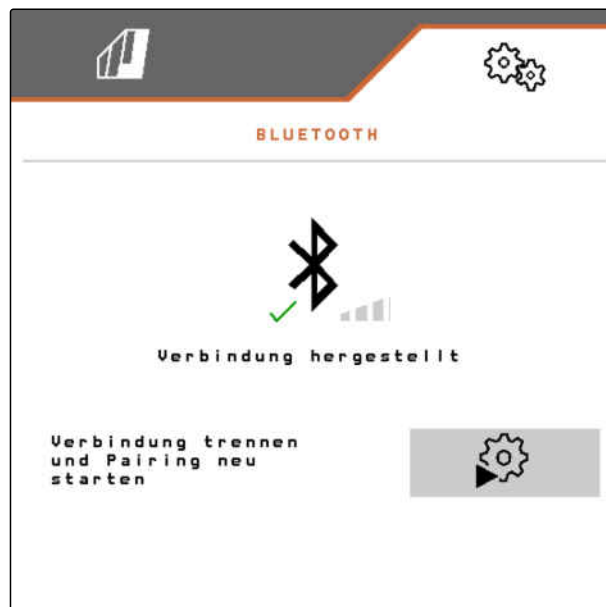 BLUETOOTH
Verbindung hergestellt
Verbindung trennen
und Pairing neu
starten